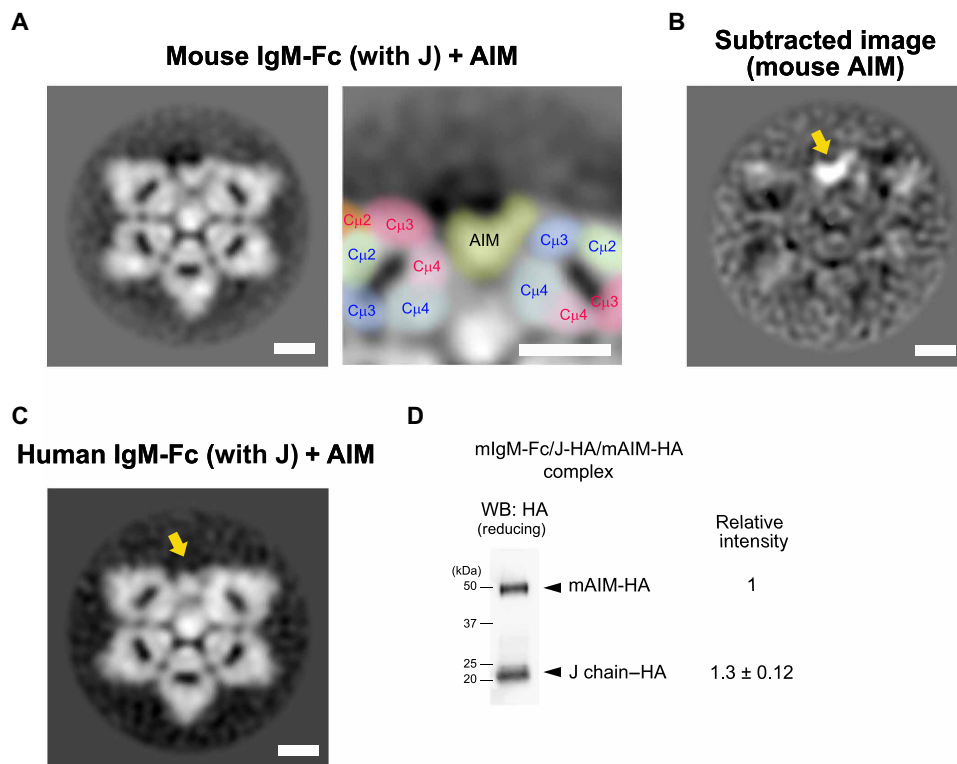 A
Mouse IgM-Fc (with J) + AIM
Cμ2
Cμ3
Cμ2
Cμ4
Cμ3
Cμ4
AIM
Cμ3
Cμ2
Cμ4
Cμ3
Cμ4
B
Subtracted image
(mouse AIM)
C
Human IgM-Fc (with J) + AIM
D
mIgM-Fc/J-HA/mAIM-HA
complex
WB: HA
(reducing)
Relative
intensity
(kDa)
50
mAIM-HA
1
37
25
20
J chain–HA
1.3 ± 0.12